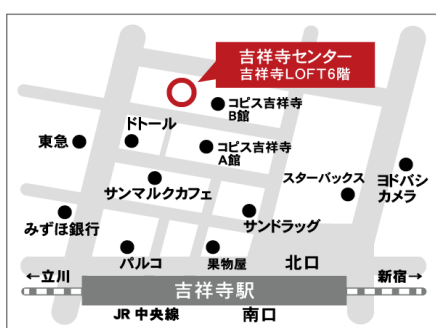 吉祥寺センター
吉祥寺LOFT6階
コピス吉祥寺
B館
ドトール
東急
コピス吉祥寺
A館
スターバックス
ヨドバシ
カメラ
サンマルクカフェ
サンドラッグ
みずほ銀行
パルコ
果物屋
北口
←立川
新宿→
吉祥寺駅
JR 中央線
南口